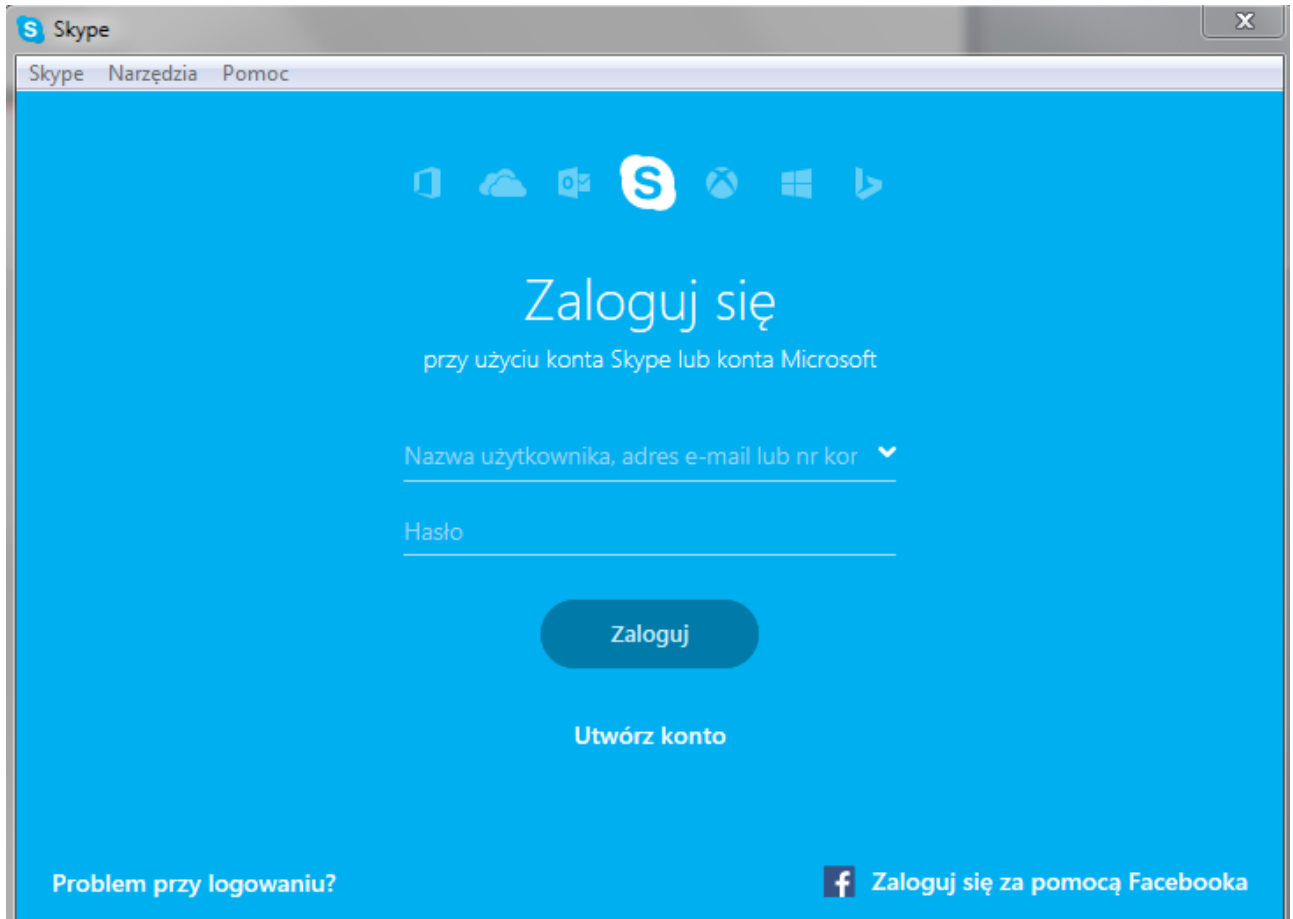 Skype
Skype Narzędzia Pomoc
Zaloguj się
przy użyciu konta Skype lub konta Microsoft
Nazwa użytkownika, adres e-mail lub nr kor
Hasło
Zaloguj
Utwórz konto
Problem przy logowaniu?
Zaloguj się za pomocą Facebooka